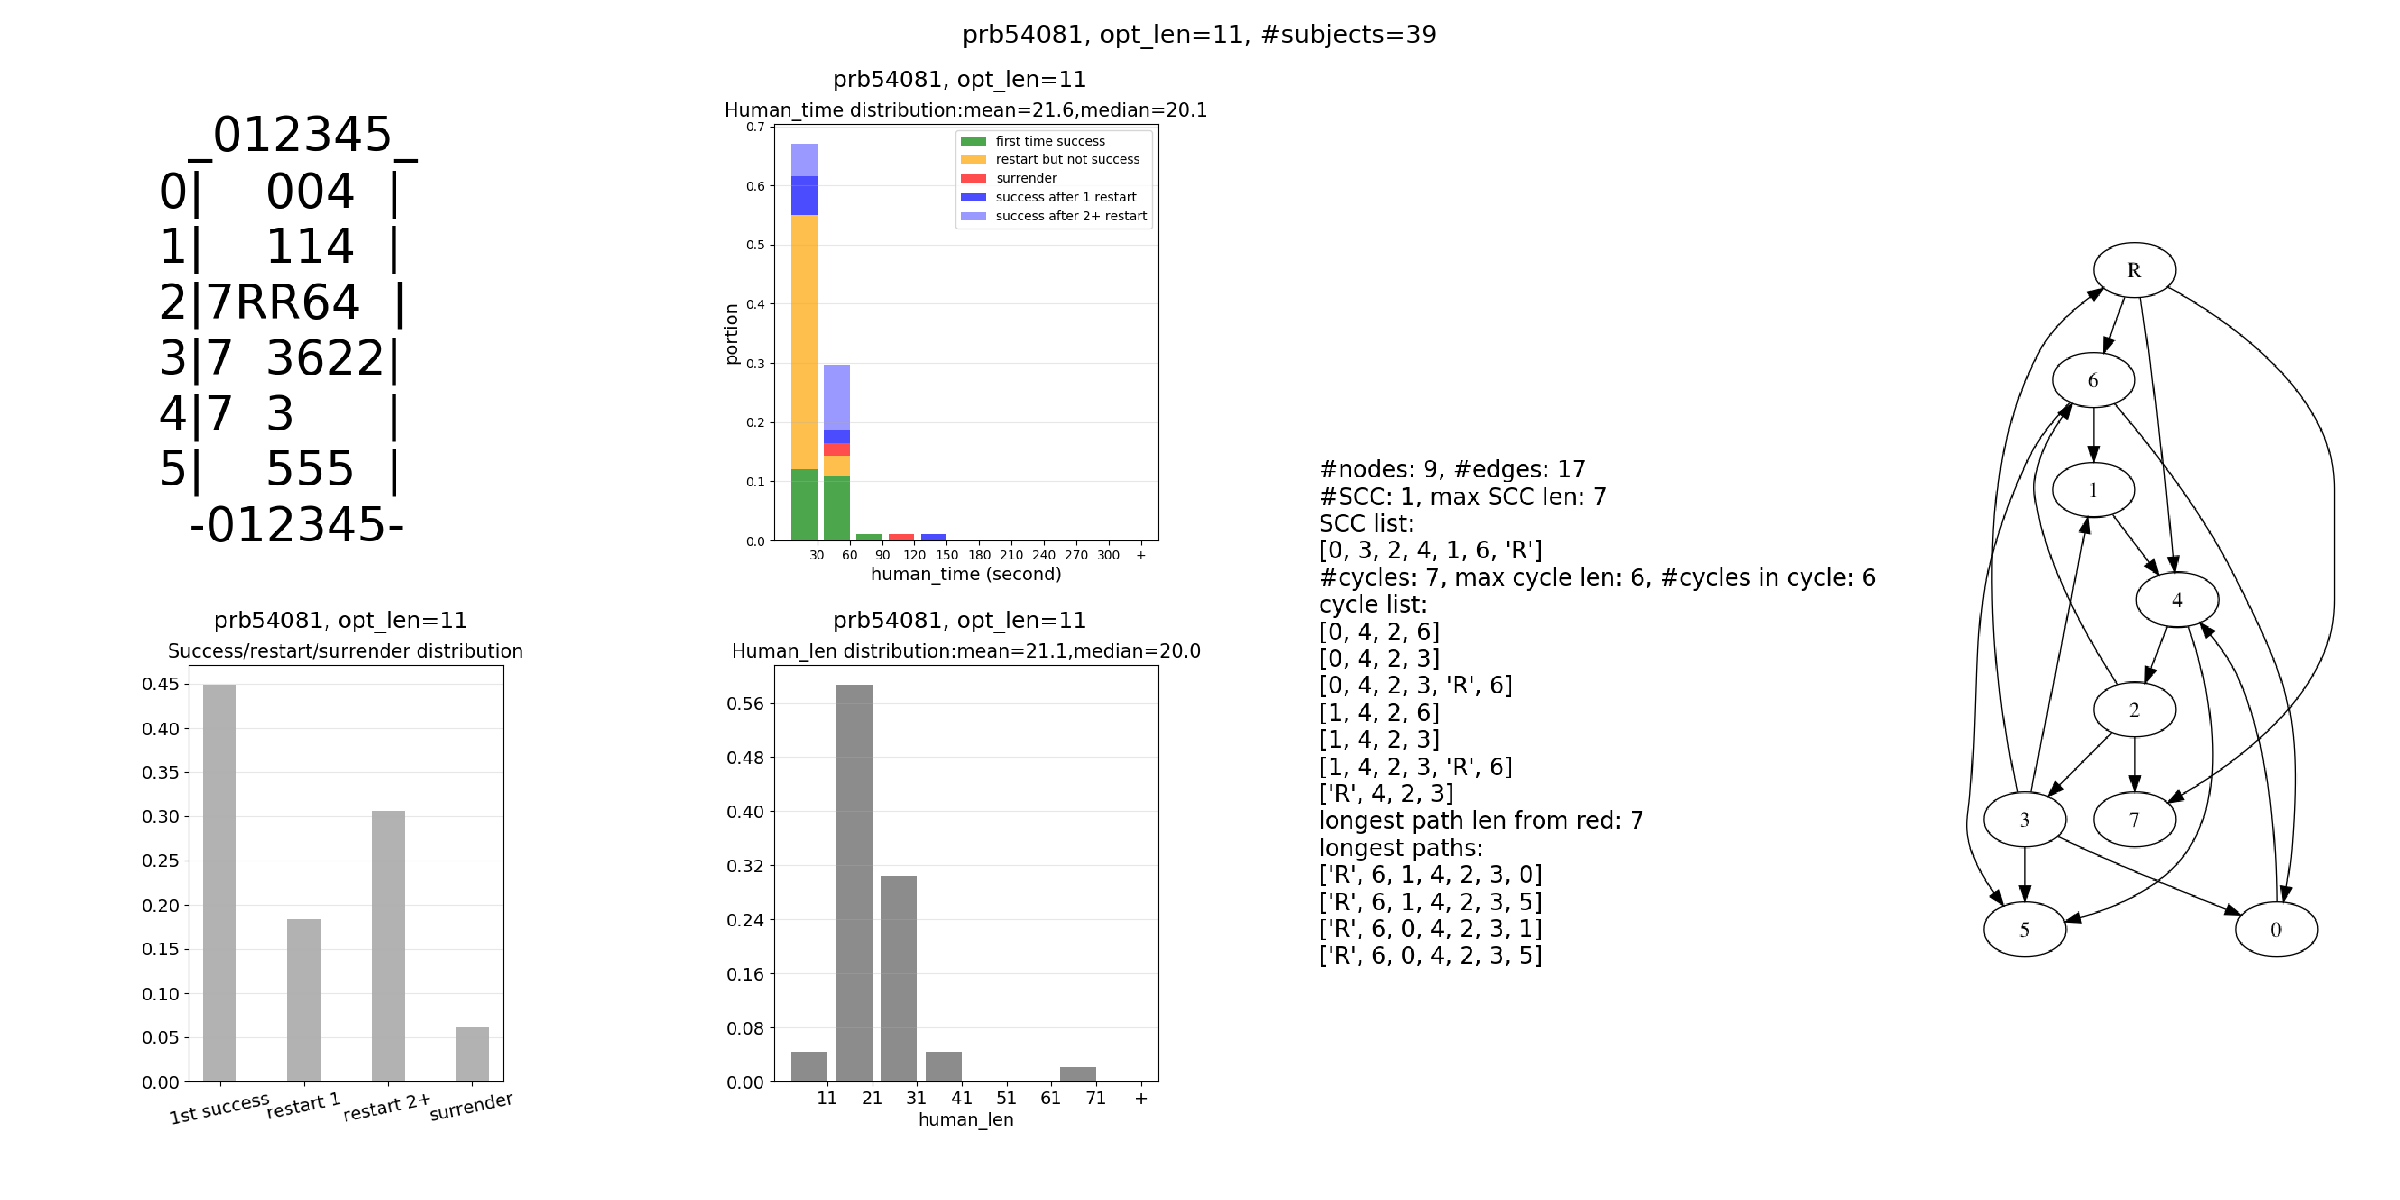 prb54081, opt_len=11, #subjects=39
_012345_
0|  004 |
1|  114 |
2|7RR64 |
3|7 3622|
4|7 3   |
5|  555 |
-012345-
prb54081, opt_len=11
Human_time distribution:mean=21.6,median=20.1
portion
0.7
0.6
0.5
0.4
0.3
0.2
0.1
0.0
first time success
restart but not success
surrender
success after 1 restart
success after 2+ restart
30 60 90 120 150 180 210 240 270 300 +
human_time (second)
prb54081, opt_len=11
Success/restart/surrender distribution
0.45
0.40
0.35
0.30
0.25
0.20
0.15
0.10
0.05
0.00
1st success restart 1 restart 2+ surrender
prb54081, opt_len=11
Human_len distribution:mean=21.1,median=20.0
0.56
0.48
0.40
0.32
0.24
0.16
0.08
0.00
11 21 31 41 51 61 71 +
human_len
#nodes: 9, #edges: 17
#SCC: 1, max SCC len: 7
SCC list:
[0, 3, 2, 4, 1, 6, 'R']
#cycles: 7, max cycle len: 6, #cycles in cycle: 6
cycle list:
[0, 4, 2, 6]
[0, 4, 2, 3]
[0, 4, 2, 3, 'R', 6]
[1, 4, 2, 6]
[1, 4, 2, 3]
[1, 4, 2, 3, 'R', 6]
['R', 4, 2, 3]
longest path len from red: 7
longest paths:
['R', 6, 1, 4, 2, 3, 0]
['R', 6, 1, 4, 2, 3, 5]
['R', 6, 0, 4, 2, 3, 1]
['R', 6, 0, 4, 2, 3, 5]
R
6
1
4
2
3 7
5 0